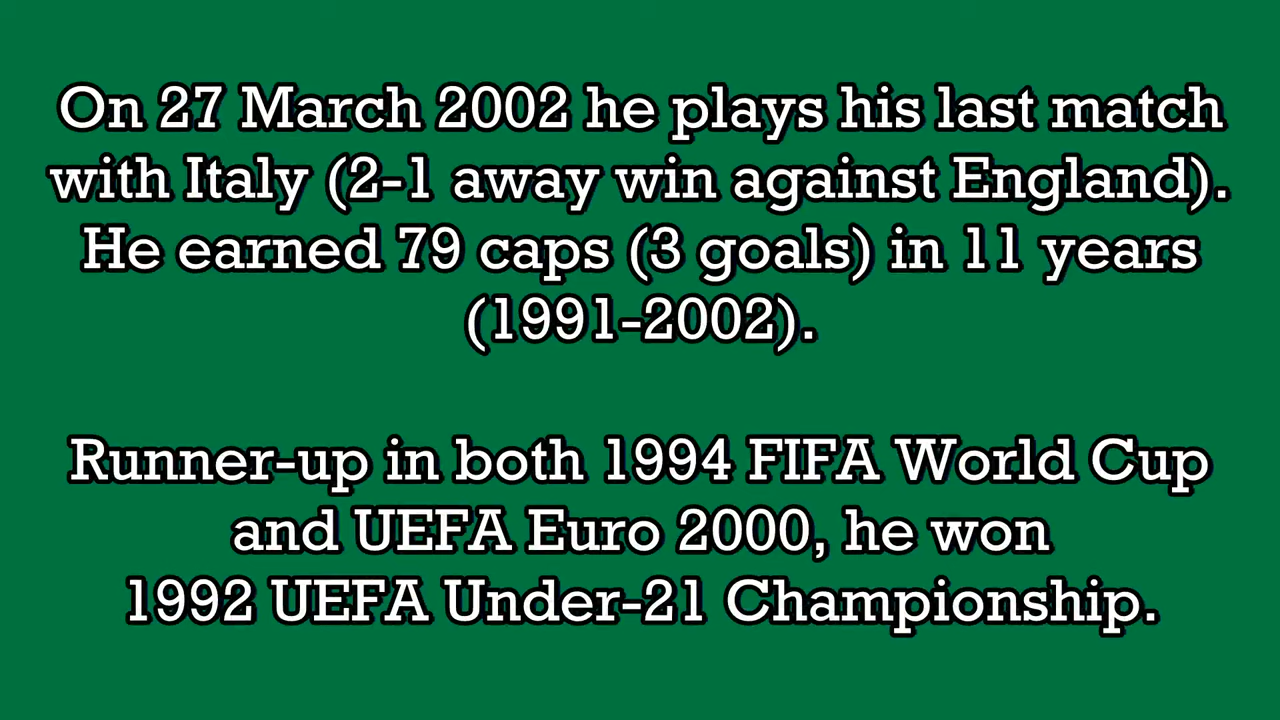 On 27 March 2002 he plays his last match
with Italy (2-1 away win against England).
He earned 79 caps (3 goals) in 11 years
(1991-2002).
Runner-up in both 1994 FIFA World Cup
and UEFA Euro 2000, he won
1992 UEFA Under-21 Championship.